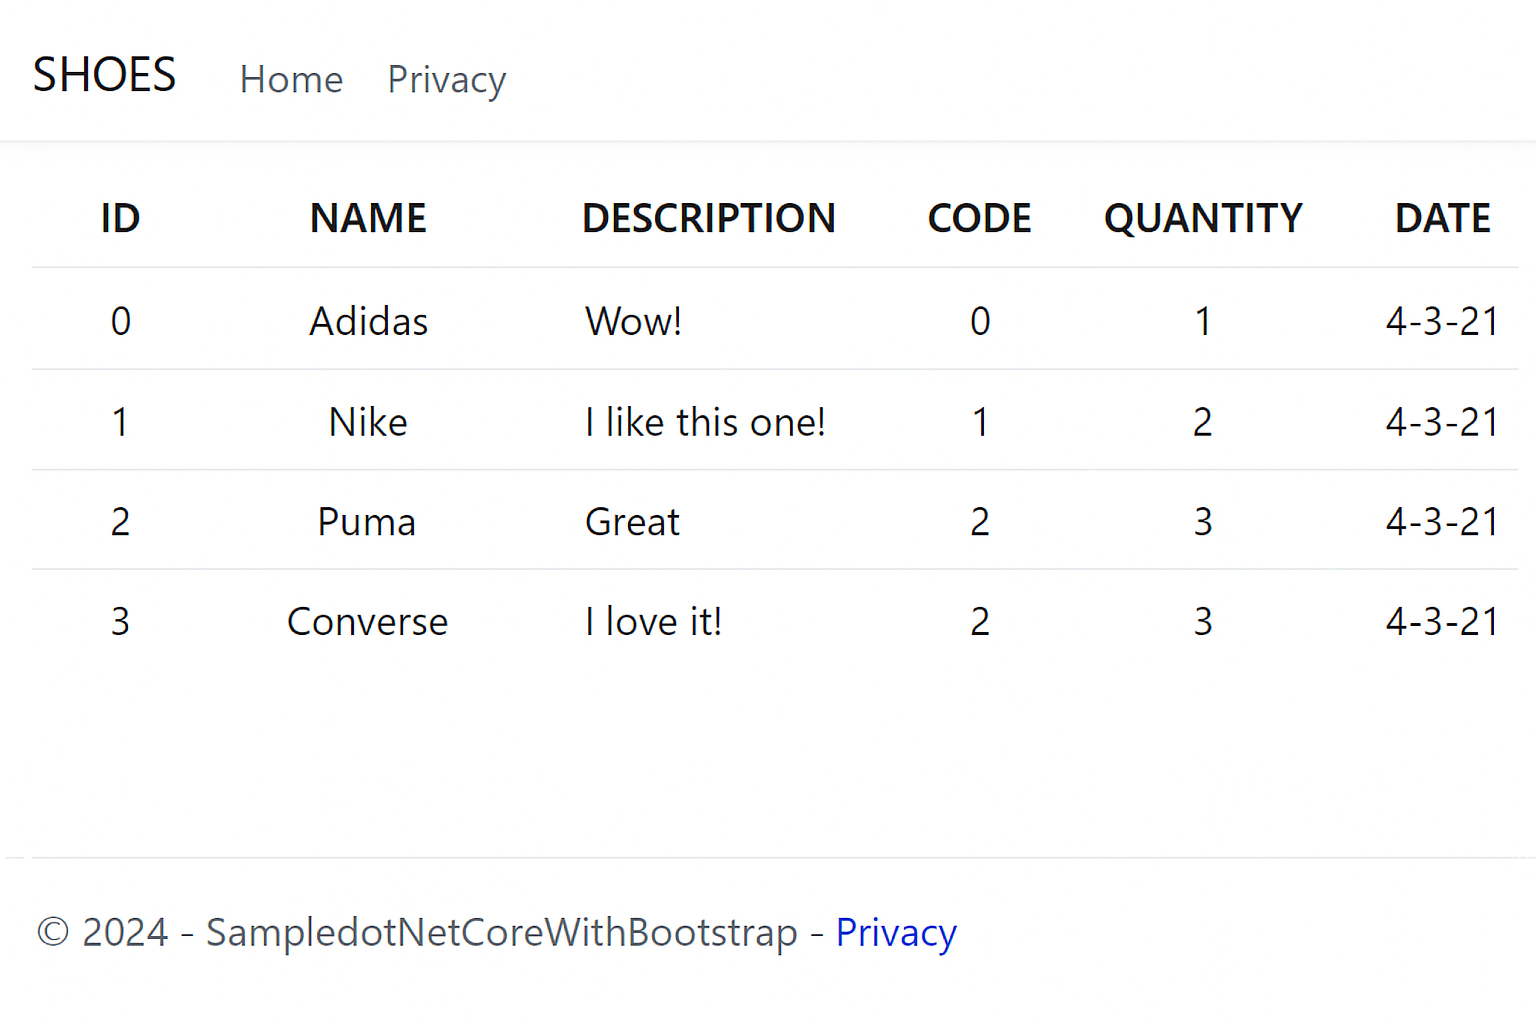 SHOES Home Privacy
ID NAME DESCRIPTION CODE QUANTITY DATE
0 Adidas Wow! 0 1 4-3-21
1 Nike I like this one! 1 2 4-3-21
2 Puma Great 2 3 4-3-21
3 Converse I love it! 2 3 4-3-21
© 2024 - SampledotNetCoreWithBootstrap - Privacy